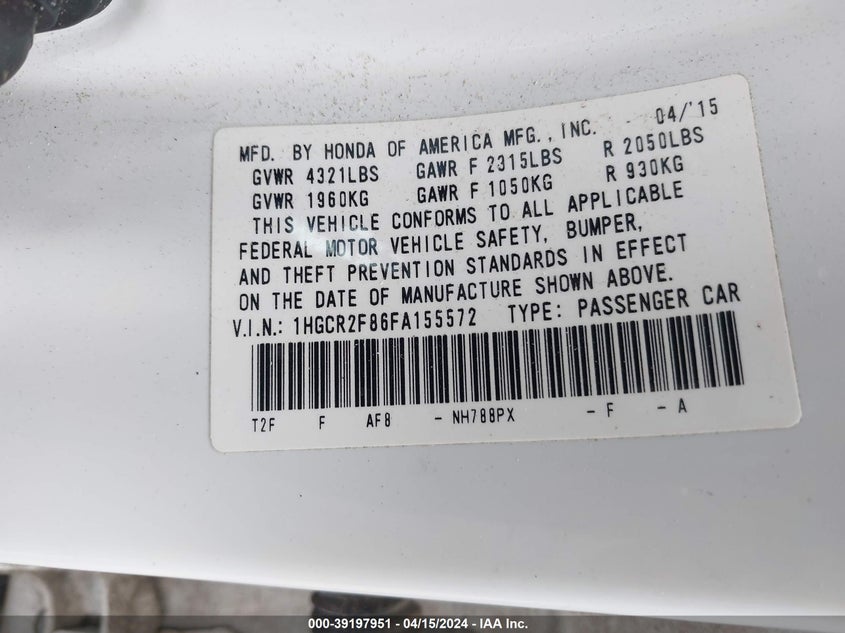 MFD. BY HONDA OF AMERICA MFG., INC. 04/'15
GVWR 4321LBS GAWR F 2315LBS R 2050LBS
GVWR 1960KG GAWR F 1050KG R 930KG
THIS VEHICLE CONFORMS TO ALL APPLICABLE
FEDERAL MOTOR VEHICLE SAFETY, BUMPER,
AND THEFT PREVENTION STANDARDS IN EFFECT
ON THE DATE OF MANUFACTURE SHOWN ABOVE.
V.I.N.: 1HGCR2F86FA155572 TYPE: PASSENGER CAR
T2F F AF8 - NH788PX - F - A
000-39197951 / 04/15/2024 - IAA Inc.